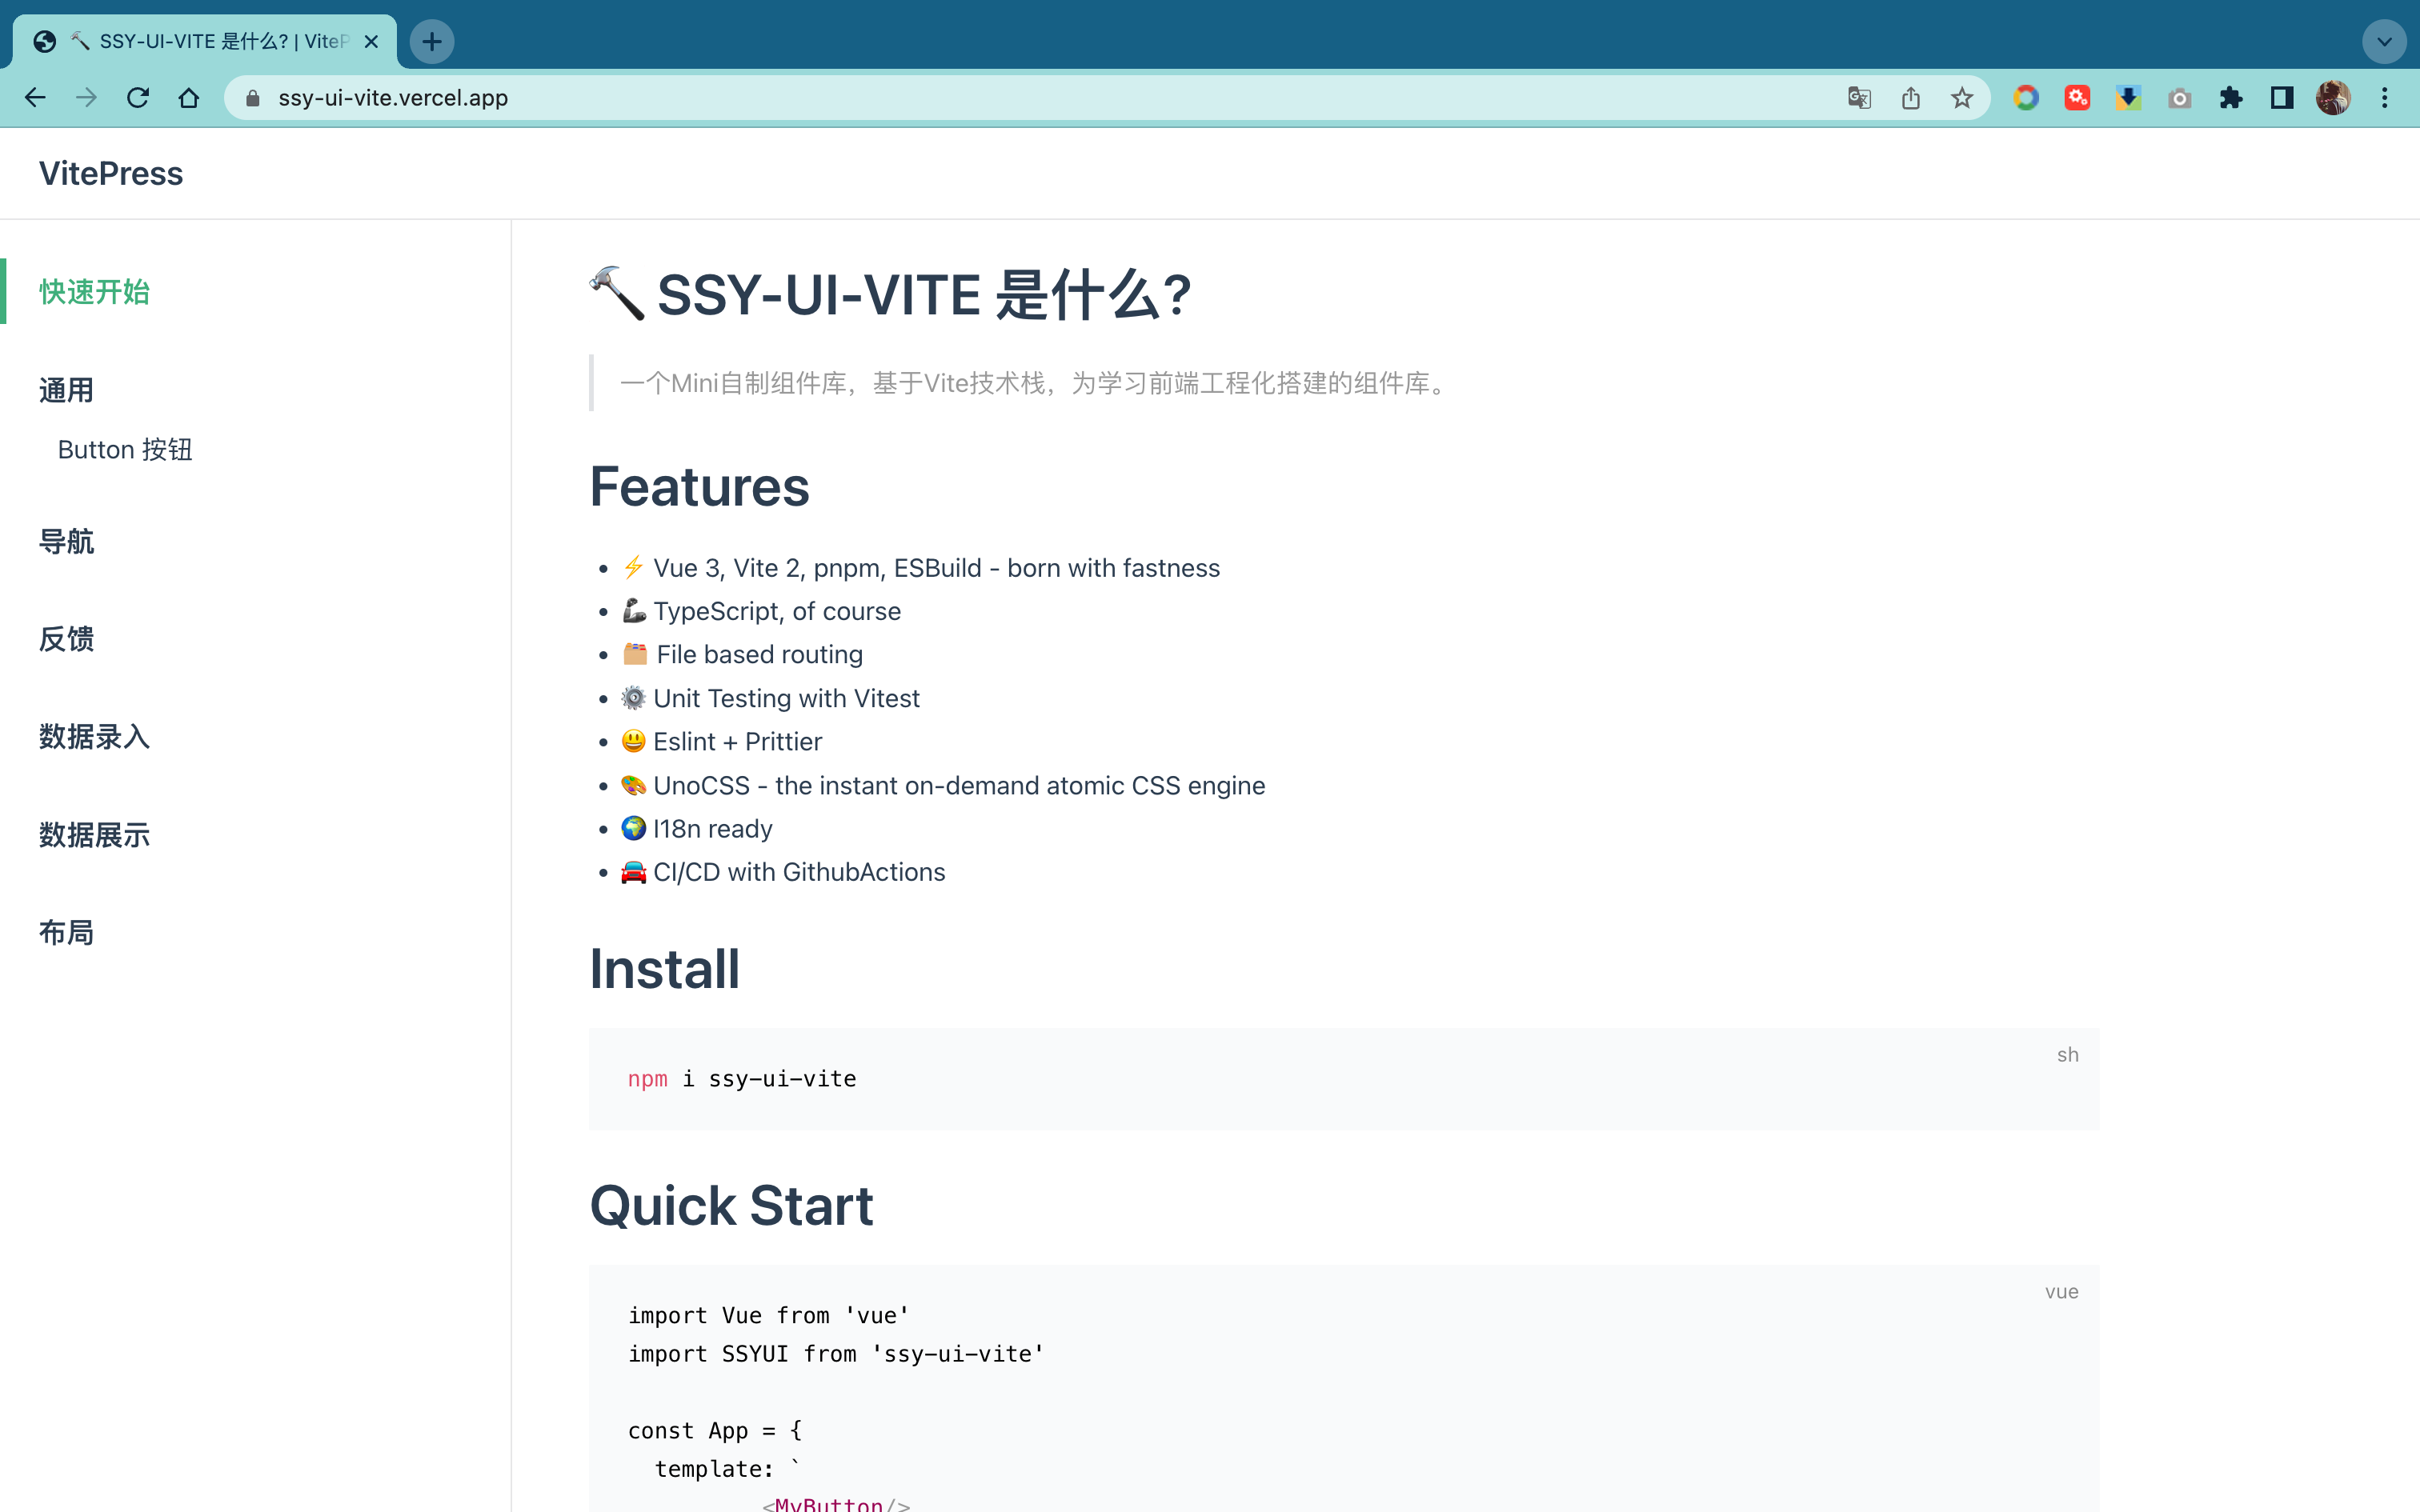 SSY-UI-VITE 是什么? | ViteP
ssy-ui-vite.vercel.app
VitePress
快速开始
通用
Button 按钮
导航
反馈
数据录入
数据展示
布局
🔨 SSY-UI-VITE 是什么?
一个Mini自制组件库，基于Vite技术栈，为学习前端工程化搭建的组件库。
Features
• ⚡ Vue 3, Vite 2, pnpm, ESBuild - born with fastness
• 🦾 TypeScript, of course
• 🗂 File based routing
• ⚙️ Unit Testing with Vitest
• 😃 Eslint + Prittier
• 🎨 UnoCSS - the instant on-demand atomic CSS engine
• 🌍 I18n ready
• 🚘 CI/CD with GithubActions
Install
sh
npm i ssy-ui-vite
Quick Start
vue
import Vue from 'vue'
import SSYUI from 'ssy-ui-vite'
const App = {
template: `
<MyButton/>